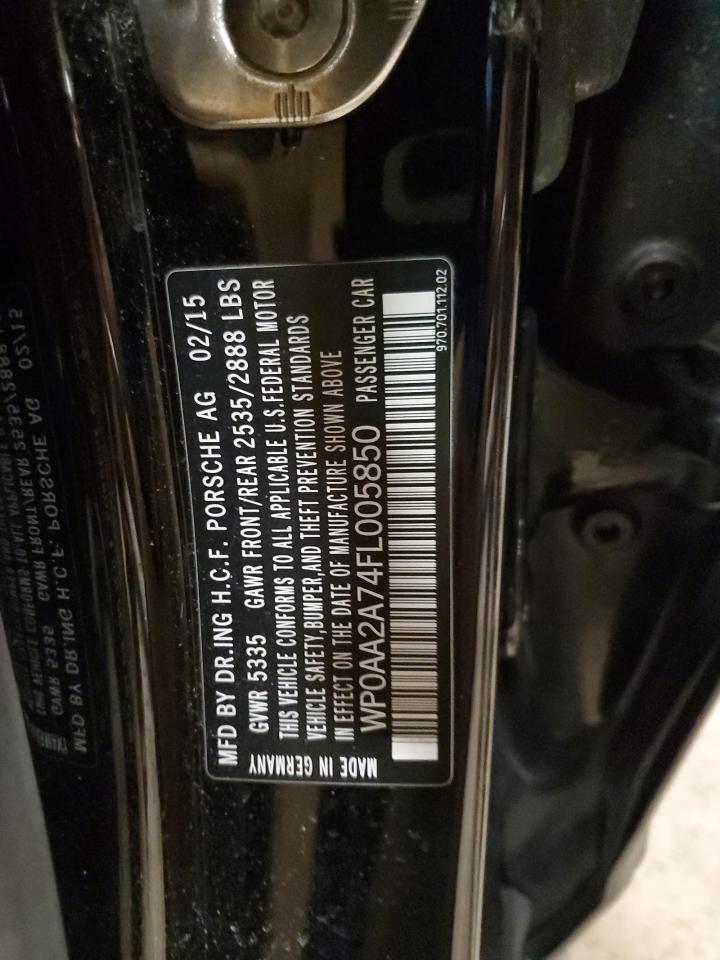 MFD BY DR.ING H.C.F. PORSCHE AG 02/15
GVWR 5335 GAWR FRONT/REAR 2535/2888 LBS
THIS VEHICLE CONFORMS TO ALL APPLICABLE U.S.FEDERAL MOTOR
VEHICLE SAFETY,BUMPER,AND THEFT PREVENTION STANDARDS
IN EFFECT ON THE DATE OF MANUFACTURE SHOWN ABOVE
WP0AA2A74FL005850 PASSENGER CAR
970.701.112.02
MADE IN GERMANY